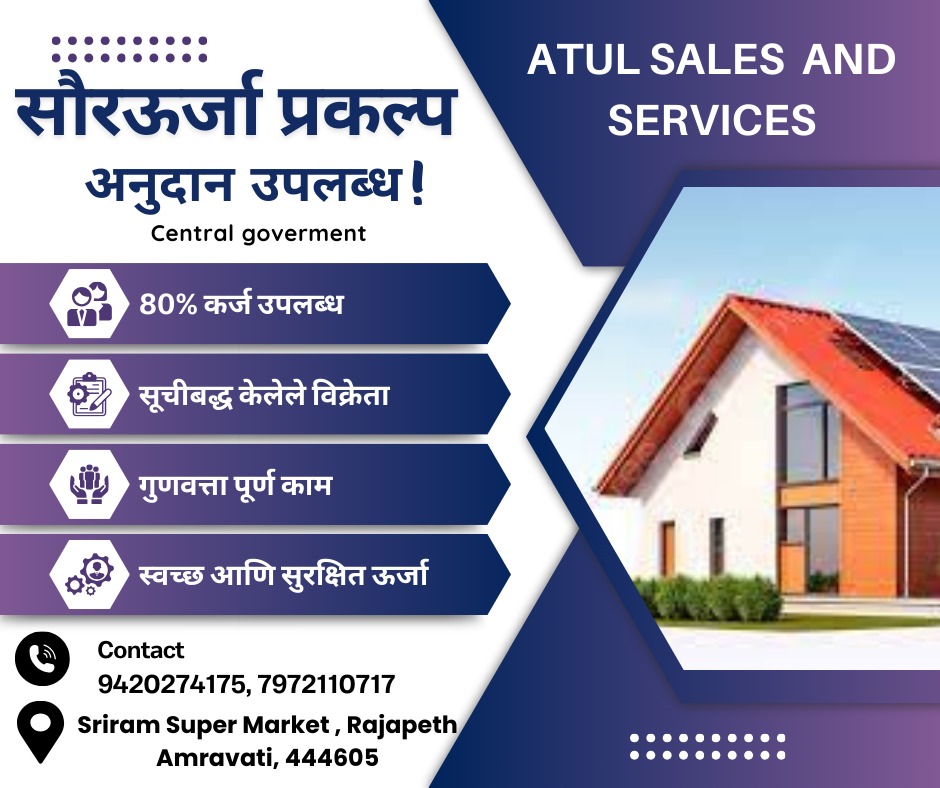 सौरऊर्जा प्रकल्प
अनुदान उपलब्ध!
Central goverment
80% कर्ज उपलब्ध
सूचीबद्ध केलेले विक्रेता
गुणवत्ता पूर्ण काम
स्वच्छ आणि सुरक्षित ऊर्जा
Contact
9420274175, 7972110717
Sriram Super Market , Rajapeth
Amravati, 444605
ATUL SALES AND
SERVICES